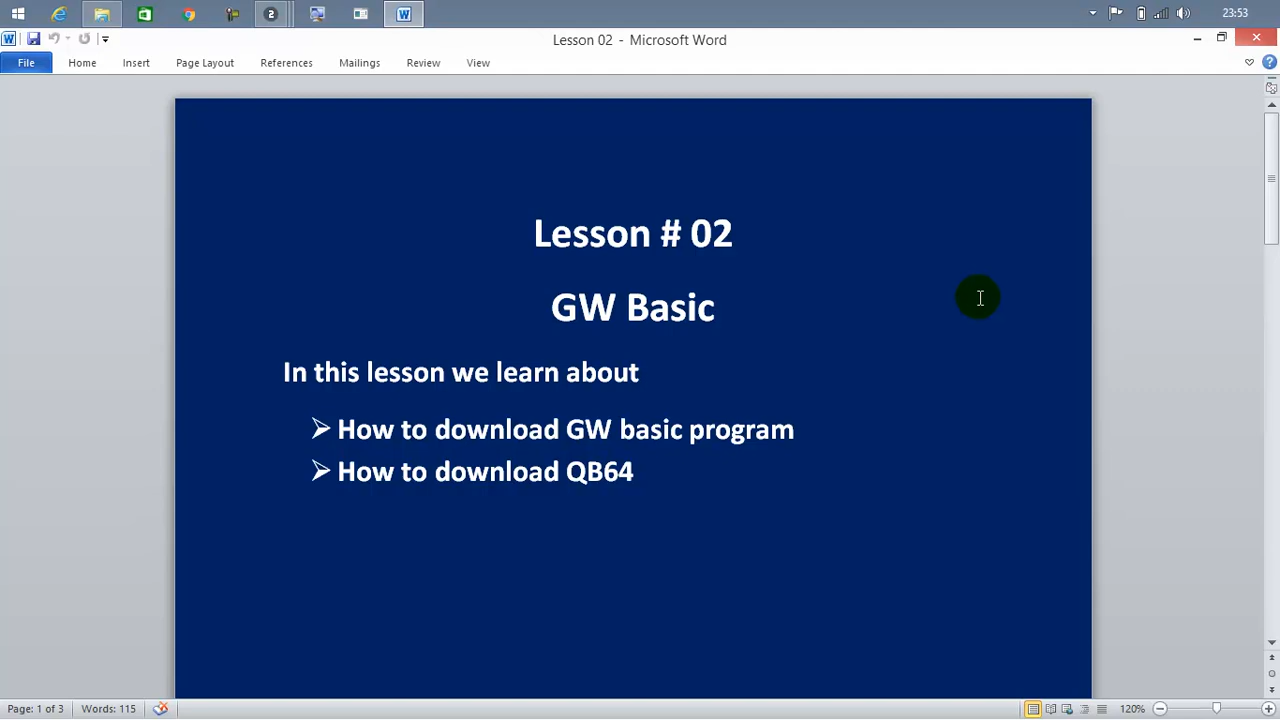 2
23:53
Lesson 02 - Microsoft Word
File Home Insert Page Layout References Mailings Review View
Lesson # 02
GW Basic
In this lesson we learn about
How to download GW basic program
How to download QB64
Page: 1 of 3 Words: 115 120%